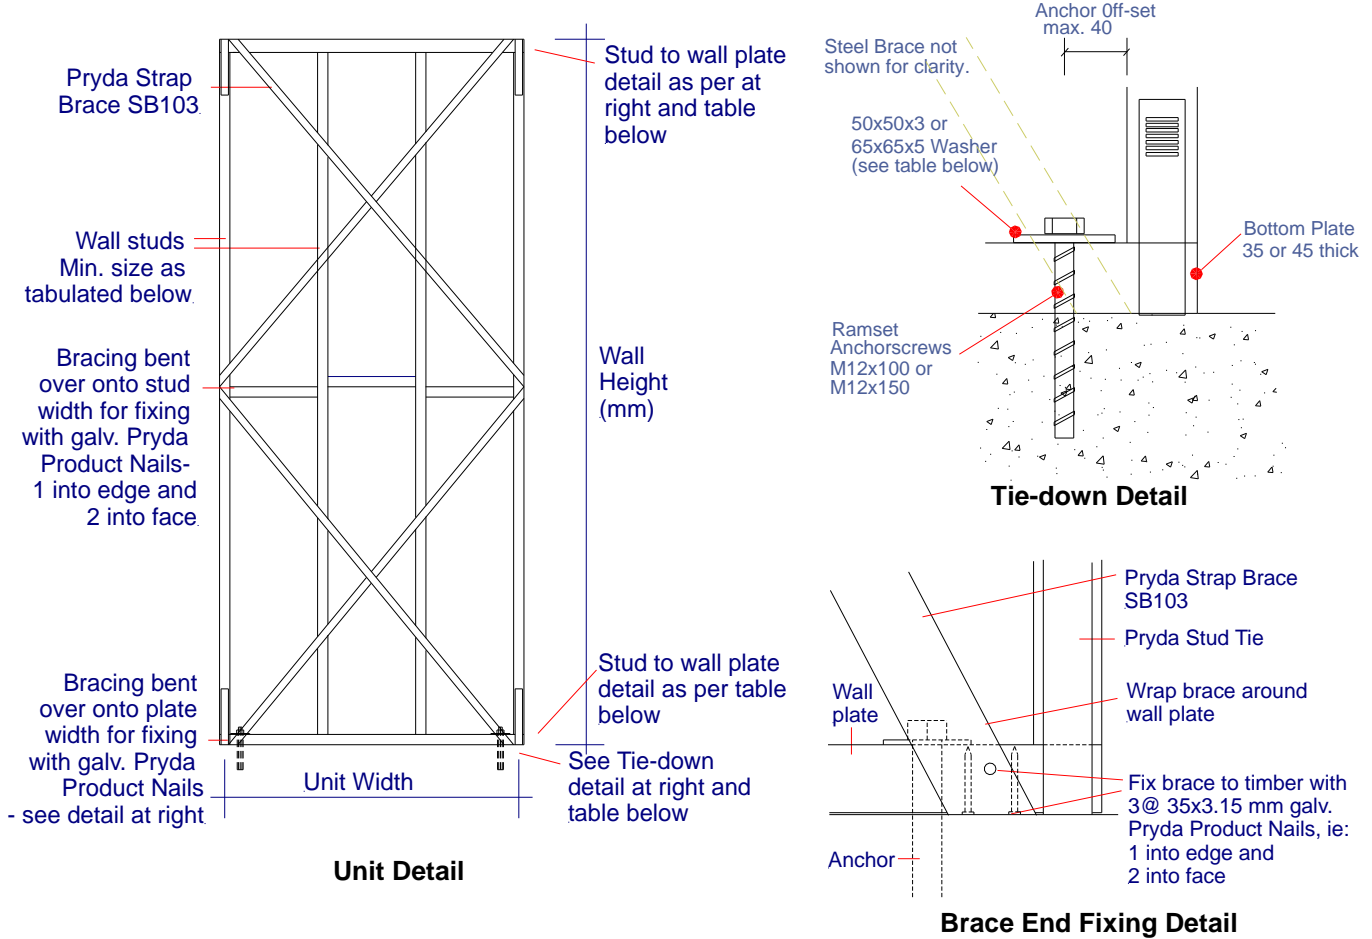 Pryda Strap
Brace SB103
Stud to wall plate
detail as per at
right and table
below
Wall studs
Min. size as
tabulated below
Bracing bent
over onto stud
width for fixing
with galv. Pryda
Product Nails-
1 into edge and
2 into face
Wall
Height
(mm)
Bracing bent
over onto plate
width for fixing
with galv. Pryda
Product Nails
- see detail at right
Unit Width
Stud to wall plate
detail as per table
below
See Tie-down
detail at right and
table below
Unit Detail
Anchor Off-set
max. 40
Steel Brace not
shown for clarity.
50x50x3 or
65x65x5 Washer
(see table below)
Bottom Plate
35 or 45 thick
Ramset
Anchorscrews
M12x100 or
M12x150
Tie-down Detail
Pryda Strap Brace
SB103
Pryda Stud Tie
Wall
plate
Wrap brace around
wall plate
Fix brace to timber with
3@ 35x3.15 mm galv.
Pryda Product Nails, ie:
1 into edge and
2 into face
Anchor
Brace End Fixing Detail